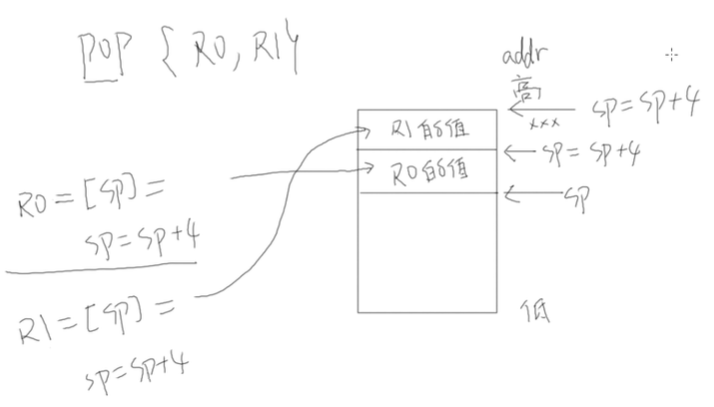 POP { R0, R1}
addr
高
SP = SP+4
xxx
R1的值
SP = SP+4
R0的值
SP
R0 = [SP] =
SP = SP+4
R1 = [SP] =
SP = SP+4
低